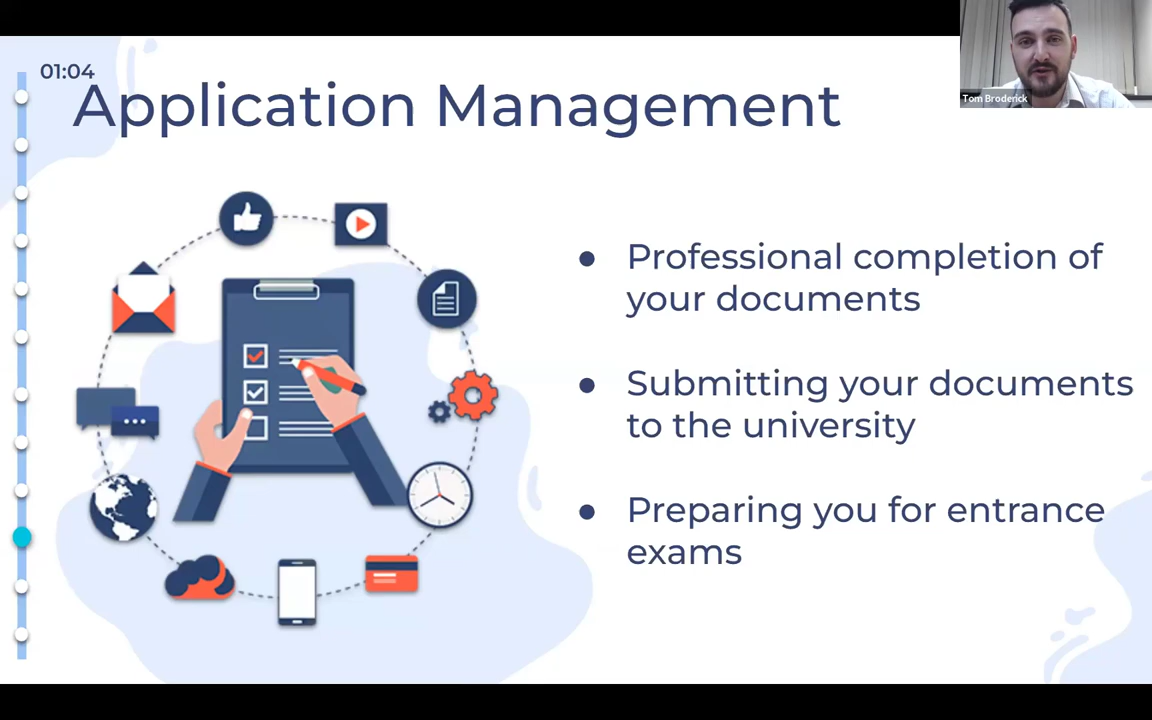 01:04
Application Management
Tom Broderick
● Professional completion of
your documents
● Submitting your documents
to the university
● Preparing you for entrance
exams